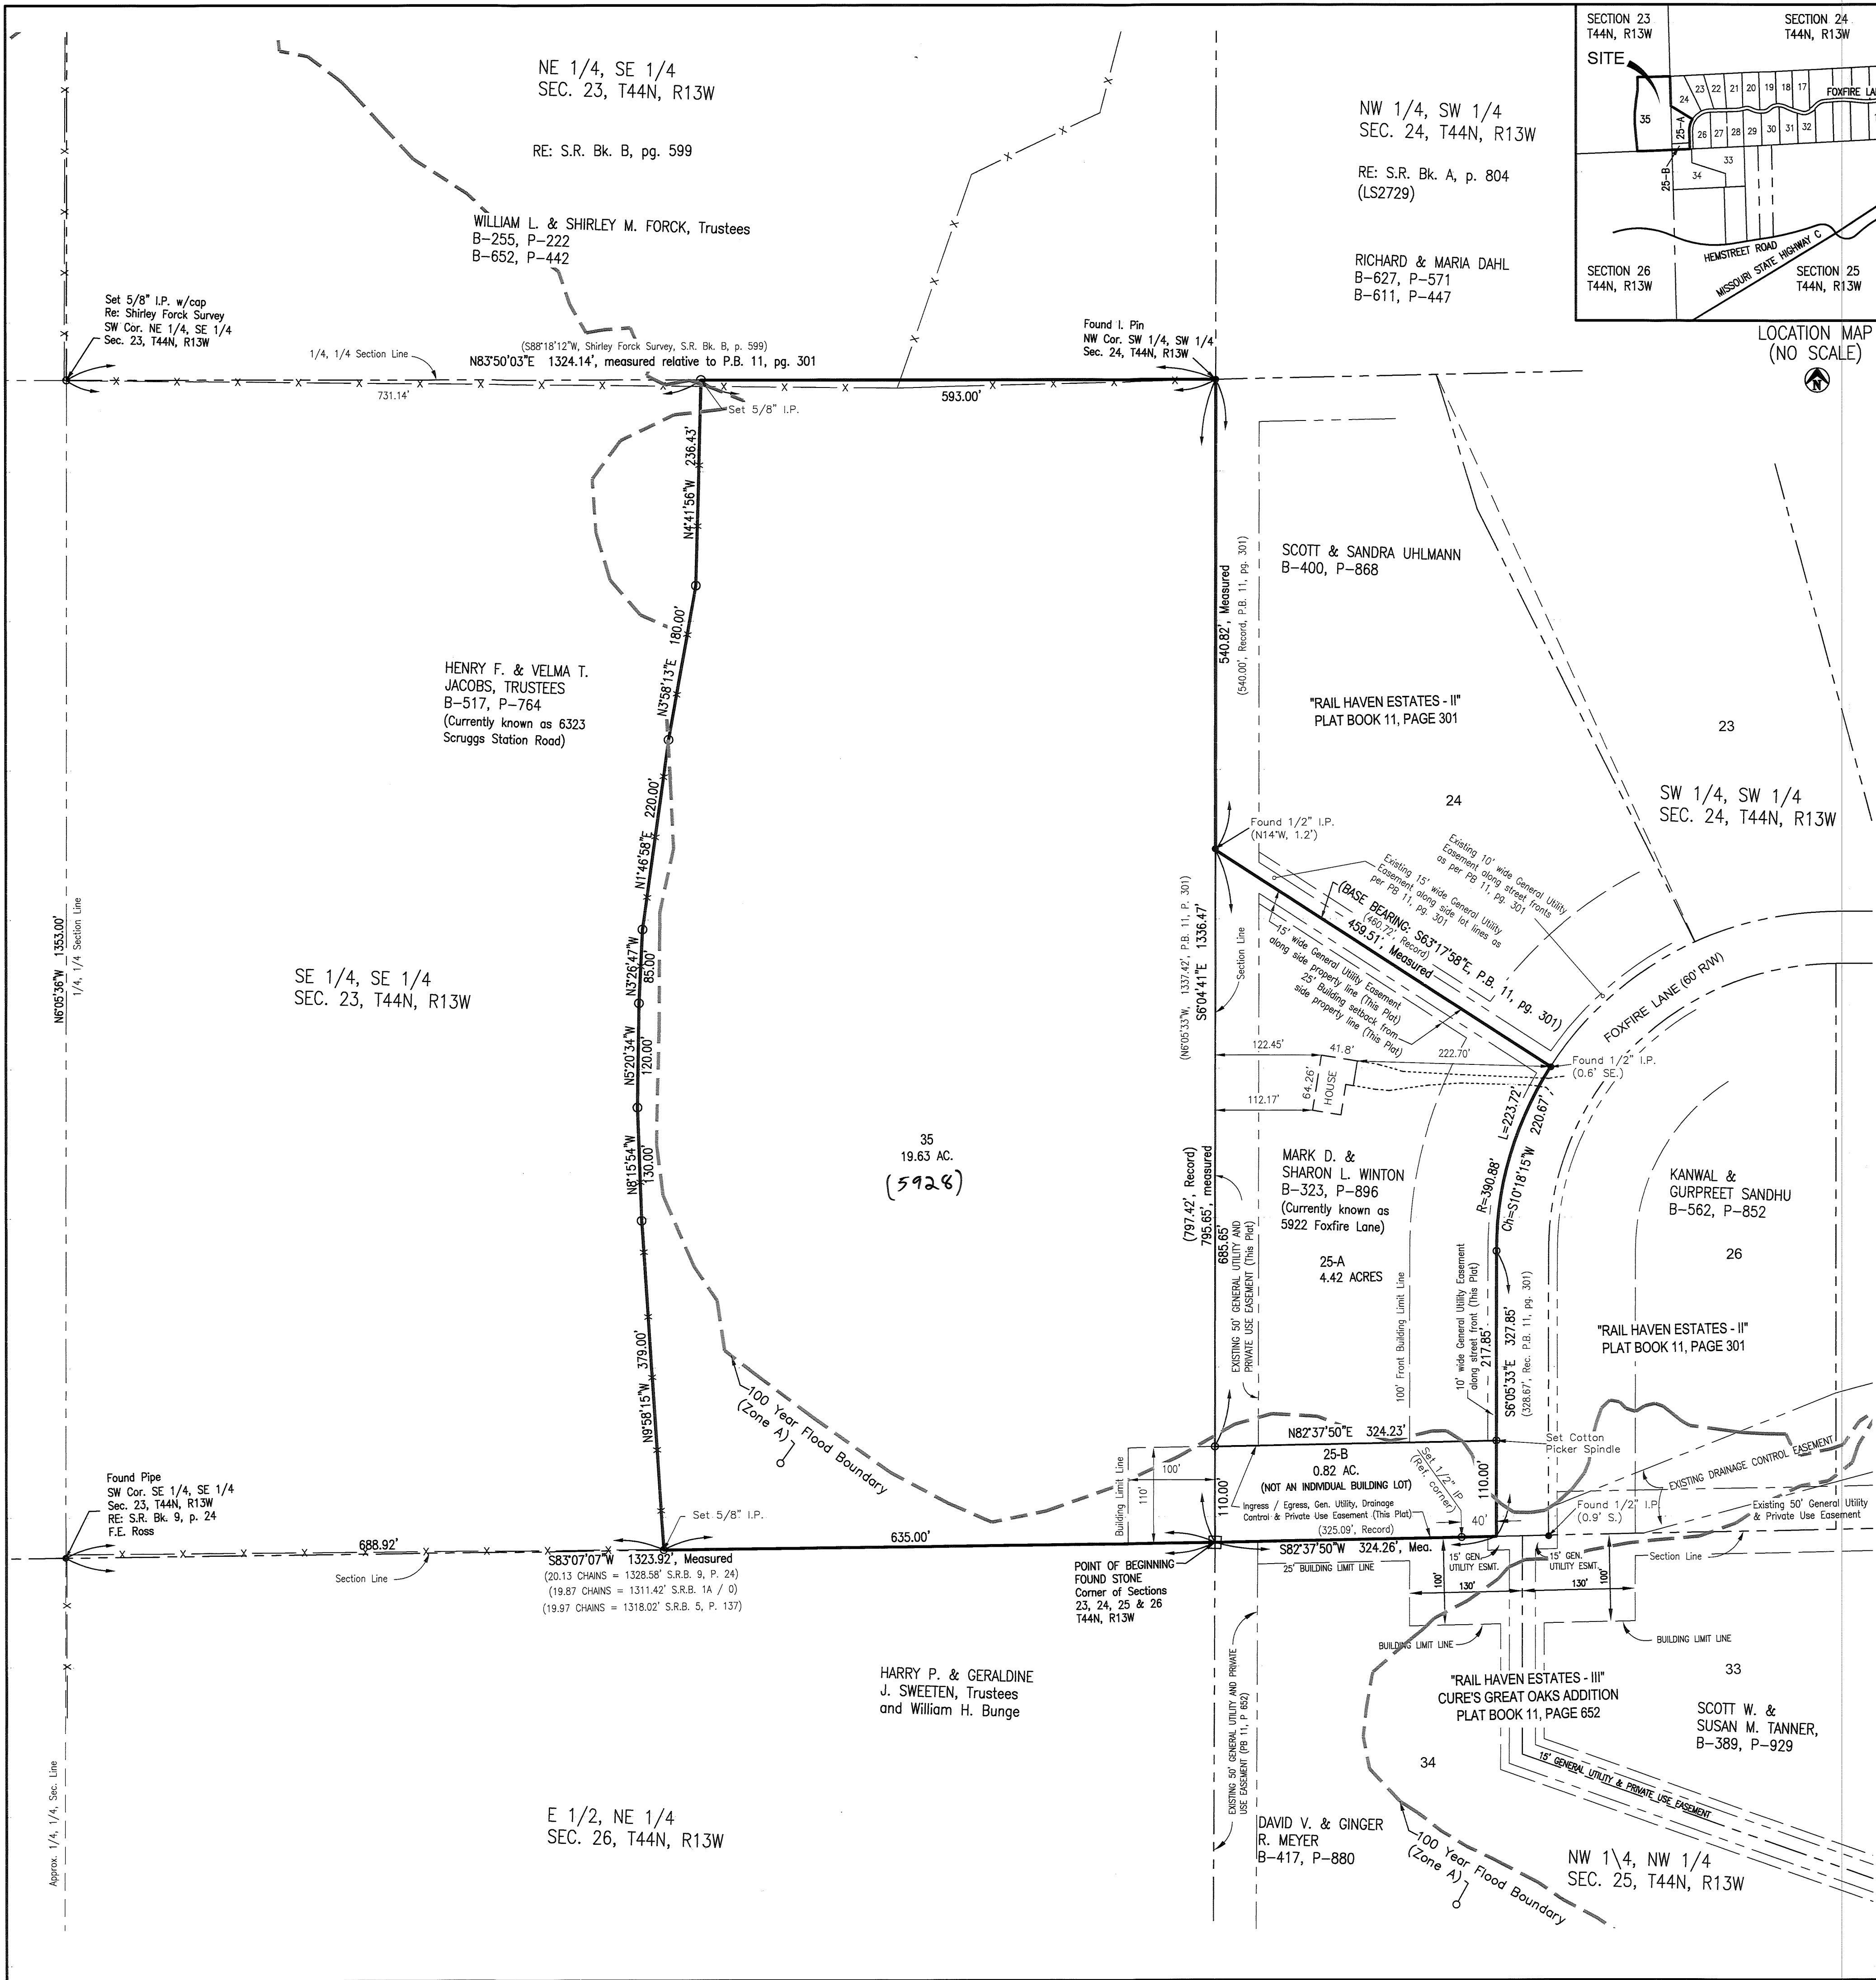 NE 1/4, SE 1/4
SEC. 23, T44N, R13W
RE: S.R. Bk. B, pg. 599
WILLIAM L. & SHIRLEY M. FORCK, Trustees
B-255, P-222
B-652, P-442
NW 1/4, SW 1/4
SEC. 24, T44N, R13W
RE: S.R. Bk. A, p. 804
(LS2729)
RICHARD & MARIA DAHL
B-627, P-571
B-611, P-447
SECTION 23
T44N, R13W
SECTION 24
T44N, R13W
SITE
35
24
23
22
21
20
19
18
17
FOXFIRE LA
25-A
26
27
28
29
30
31
32
25-B
33
34
HEMSTREET ROAD
MISSOURI STATE HIGHWAY C
SECTION 26
T44N, R13W
SECTION 25
T44N, R13W
LOCATION MAP
(NO SCALE)
N
Set 5/8" I.P. w/cap
Re: Shirley Forck Survey
SW Cor. NE 1/4, SE 1/4
Sec. 23, T44N, R13W
1/4, 1/4 Section Line
(S88°18'12"W, Shirley Forck Survey, S.R. Bk. B, p. 599)
N83°50'03"E 1324.14', measured relative to P.B. 11, pg. 301
Found I. Pin
NW Cor. SW 1/4, SW 1/4
Sec. 24, T44N, R13W
731.14'
Set 5/8" I.P.
593.00'
N4°41'56"W 236.43'
N3°58'13"E 180.00'
N1°46'58"E 220.00'
N3°26'47"W
85.00'
N5°20'34"W
120.00'
N8°15'54"W
130.00'
N9°58'15"W 379.00'
HENRY F. & VELMA T.
JACOBS, TRUSTEES
B-517, P-764
(Currently known as 6323
Scruggs Station Road)
N6°05'36"W 1353.00'
1/4, 1/4 Section Line
SE 1/4, SE 1/4
SEC. 23, T44N, R13W
35
19.63 AC.
(5928)
540.82', Measured
(540.00', Record, P.B. 11, pg. 301)
SCOTT & SANDRA UHLMANN
B-400, P-868
"RAIL HAVEN ESTATES - II"
PLAT BOOK 11, PAGE 301
23
24
SW 1/4, SW 1/4
SEC. 24, T44N, R13W
Found 1/2" I.P.
(N14°W, 1.2')
Existing 10' wide General Utility
Easement along street fronts
as per PB 11, pg. 301
Existing 15' wide General Utility
Easement along side lot lines as
per PB 11, pg. 301
(BASE BEARING: S63°17'58"E, P.B. 11, pg. 301)
(460.72', Record)
459.51', Measured
15' wide General Utility Easement
along side property line (This Plat)
25' Building setback from
side property line (This Plat)
(N6°05'33"W, 1337.42', P.B. 11, P. 301)
S6°04'41"E 1336.47'
Section Line
FOXFIRE LANE (60' R/W)
122.45'
41.8'
222.70'
64.26'
HOUSE
112.17'
Found 1/2" I.P.
(0.6' SE.)
L=223.72'
R=390.88'
Ch=S10°18'15"W 220.67'
MARK D. &
SHARON L. WINTON
B-323, P-896
(Currently known as
5922 Foxfire Lane)
25-A
4.42 ACRES
(797.42', Record)
795.65', measured
685.65'
EXISTING 50' GENERAL UTILITY AND
PRIVATE USE EASEMENT (This Plat)
100' Front Building Limit Line
10' wide General Utility Easement
along street front (This Plat)
217.85'
S6°05'33"E 327.85'
(328.67', Rec. P.B. 11, pg. 301)
KANWAL &
GURPREET SANDHU
B-562, P-852
26
"RAIL HAVEN ESTATES - II"
PLAT BOOK 11, PAGE 301
100 Year Flood Boundary
(Zone A)
N82°37'50"E 324.23'
25-B
0.82 AC.
(NOT AN INDIVIDUAL BUILDING LOT)
Ingress / Egress, Gen. Utility, Drainage
Control & Private Use Easement (This Plat)
(325.09', Record)
Set 1/2" IP
(Ref. corner)
40'
110.00'
110.00'
Building Limit Line
110'
100'
Set Cotton
Picker Spindle
EXISTING DRAINAGE CONTROL EASEMENT
Found 1/2" I.P.
(0.9' S.)
Existing 50' General Utility
& Private Use Easement
Found Pipe
SW Cor. SE 1/4, SE 1/4
Sec. 23, T44N, R13W
RE: S.R. Bk. 9, p. 24
F.E. Ross
688.92'
Section Line
Set 5/8" I.P.
635.00'
S83°07'07"W 1323.92', Measured
(20.13 CHAINS = 1328.58' S.R.B. 9, P. 24)
(19.87 CHAINS = 1311.42' S.R.B. 1A / 0)
(19.97 CHAINS = 1318.02' S.R.B. 5, P. 137)
POINT OF BEGINNING
FOUND STONE
Corner of Sections
23, 24, 25 & 26
T44N, R13W
S82°37'50"W 324.26', Mea.
25' BUILDING LIMIT LINE
15' GEN.
UTILITY ESMT.
15' GEN.
UTILITY ESMT.
Section Line
100'
130'
130'
100'
BUILDING LIMIT LINE
BUILDING LIMIT LINE
HARRY P. & GERALDINE
J. SWEETEN, Trustees
and William H. Bunge
EXISTING 50' GENERAL UTILITY AND PRIVATE
USE EASEMENT (PB 11, P 652)
"RAIL HAVEN ESTATES - III"
CURE'S GREAT OAKS ADDITION
PLAT BOOK 11, PAGE 652
33
SCOTT W. &
SUSAN M. TANNER,
B-389, P-929
34
15' GENERAL UTILITY & PRIVATE USE EASEMENT
Approx. 1/4, 1/4, Sec. Line
E 1/2, NE 1/4
SEC. 26, T44N, R13W
DAVID V. & GINGER
R. MEYER
B-417, P-880
100 Year Flood Boundary
(Zone A)
NW 1\4, NW 1/4
SEC. 25, T44N, R13W